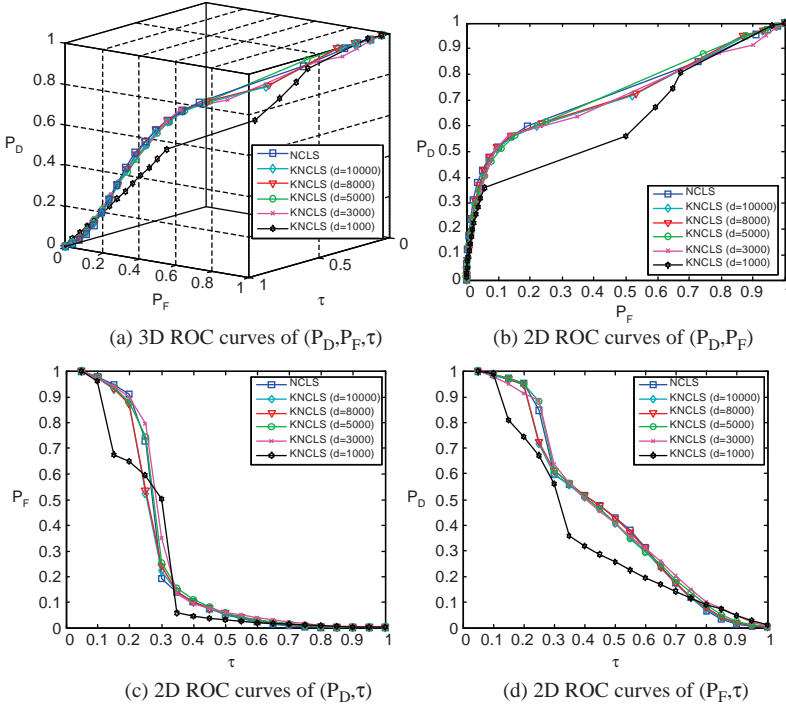 1
0.8
0.6
0.4
0.2
0
P_D
0.2
0.4
0.6
0.8
1
P_F
1
0.5
0
τ
NCLS
KNCLS (d=10000)
KNCLS (d=8000)
KNCLS (d=5000)
KNCLS (d=3000)
KNCLS (d=1000)
(a) 3D ROC curves of (P_D,P_F,τ)
1
0.9
0.8
0.7
0.6
0.5
0.4
0.3
0.2
0.1
0
P_D
0 0.1 0.2 0.3 0.4 0.5 0.6 0.7 0.8 0.9 1
P_F
NCLS
KNCLS (d=10000)
KNCLS (d=8000)
KNCLS (d=5000)
KNCLS (d=3000)
KNCLS (d=1000)
(b) 2D ROC curves of (P_D,P_F)
1
0.9
0.8
0.7
0.6
0.5
0.4
0.3
0.2
0.1
0
P_F
0 0.1 0.2 0.3 0.4 0.5 0.6 0.7 0.8 0.9 1
τ
NCLS
KNCLS (d=10000)
KNCLS (d=8000)
KNCLS (d=5000)
KNCLS (d=3000)
KNCLS (d=1000)
(c) 2D ROC curves of (P_D,τ)
1
0.9
0.8
0.7
0.6
0.5
0.4
0.3
0.2
0.1
0
P_D
0 0.1 0.2 0.3 0.4 0.5 0.6 0.7 0.8 0.9 1
τ
NCLS
KNCLS (d=10000)
KNCLS (d=8000)
KNCLS (d=5000)
KNCLS (d=3000)
KNCLS (d=1000)
(d) 2D ROC curves of (P_F,τ)